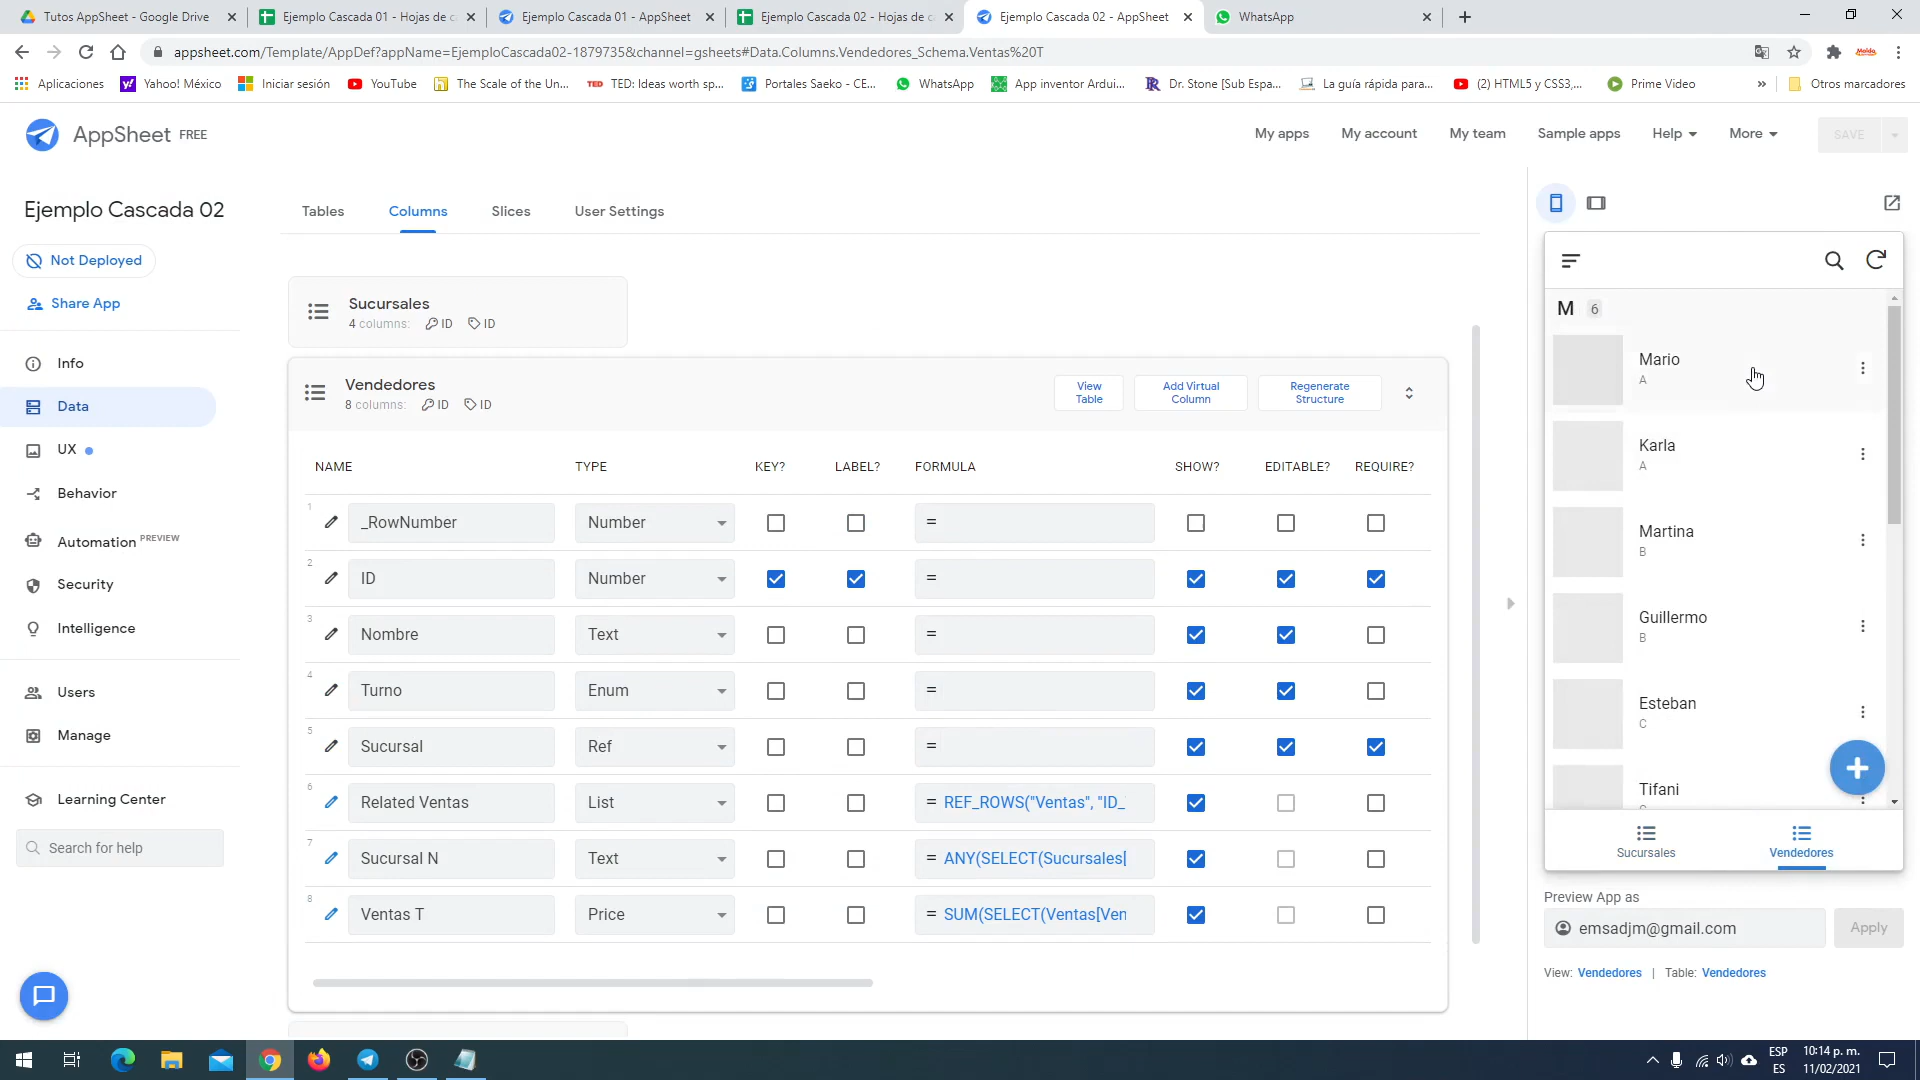 Tutos AppSheet - Google Drive
Ejemplo Cascada 01 - Hojas de c
Ejemplo Cascada 01 - AppSheet
Ejemplo Cascada 02 - Hojas de c
Ejemplo Cascada 02 - AppSheet
WhatsApp
appsheet.com/Template/AppDef?appName=EjemploCascada02-1879735&channel=gsheets#Data.Columns.Vendedores_Schema.Ventas%20T
Aplicaciones
Yahoo! México
Iniciar sesión
YouTube
The Scale of the Un...
TED TED: Ideas worth sp...
Portales Saeko - CE...
WhatsApp
App inventor Ardui...
Dr. Stone [Sub Espa...
La guía rápida para...
(2) HTML5 y CSS3,...
Prime Video
»
Otros marcadores
AppSheet FREE
My apps
My account
My team
Sample apps
Help
More
SAVE
Ejemplo Cascada 02
Not Deployed
Share App
Info
Data
UX
Behavior
Automation PREVIEW
Security
Intelligence
Users
Manage
Learning Center
Search for help
Tables
Columns
Slices
User Settings
Sucursales
4 columns: ID ID
Vendedores
8 columns: ID ID
View Table
Add Virtual Column
Regenerate Structure
NAME TYPE KEY? LABEL? FORMULA SHOW? EDITABLE? REQUIRE?
1 _RowNumber Number =
2 ID Number =
3 Nombre Text =
4 Turno Enum =
5 Sucursal Ref =
6 Related Ventas List = REF_ROWS("Ventas", "ID_
7 Sucursal N Text = ANY(SELECT(Sucursales[
8 Ventas T Price = SUM(SELECT(Ventas[Ven
M 6
Mario
A
Karla
A
Martina
B
Guillermo
B
Esteban
C
Tifani
Sucursales
Vendedores
Preview App as
emsadjm@gmail.com
Apply
View: Vendedores | Table: Vendedores
ESP
ES
10:14 p. m.
11/02/2021